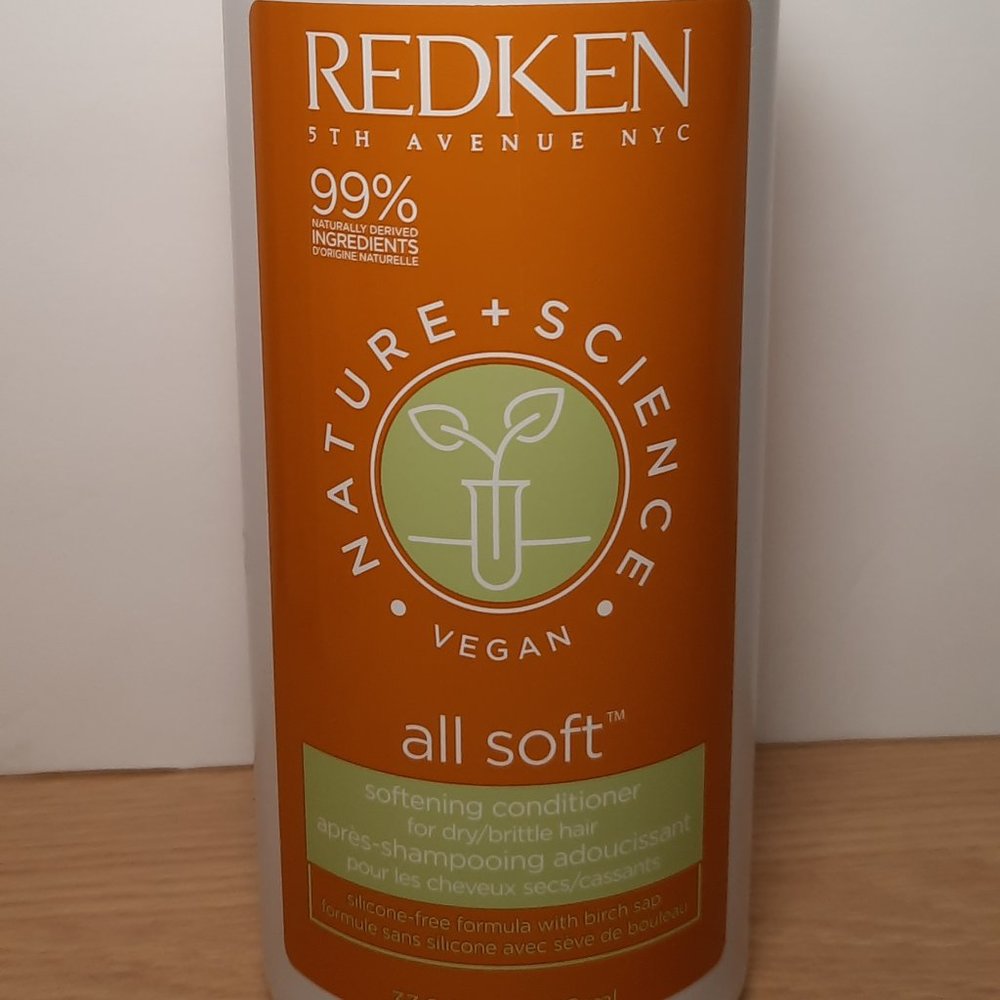 REDKEN
5TH AVENUE NYC
99%
NATURALLY DERIVED
INGREDIENTS
D'ORIGINE NATURELLE
NATURE + SCIENCE
• VEGAN •
all soft™
softening conditioner
for dry/brittle hair
après-shampooing adoucissant
pour les cheveux secs/cassants
silicone-free formula with birch sap
formule sans silicone avec sève de bouleau